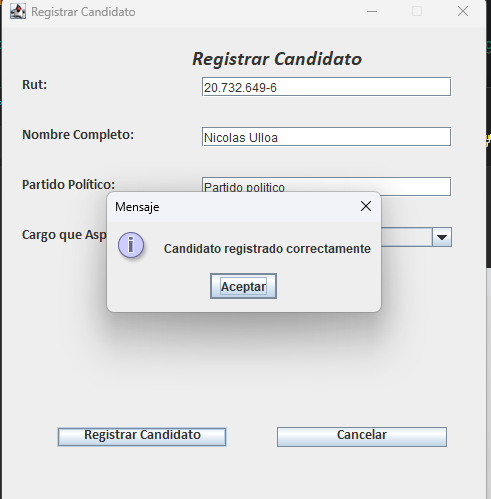 Registrar Candidato
Registrar Candidato
Rut:
20.732.649-6
Nombre Completo:
Nicolas Ulloa
Partido Político:
Partido politico
Mensaje
Cargo que Asp
Candidato registrado correctamente
Aceptar
Registrar Candidato
Cancelar